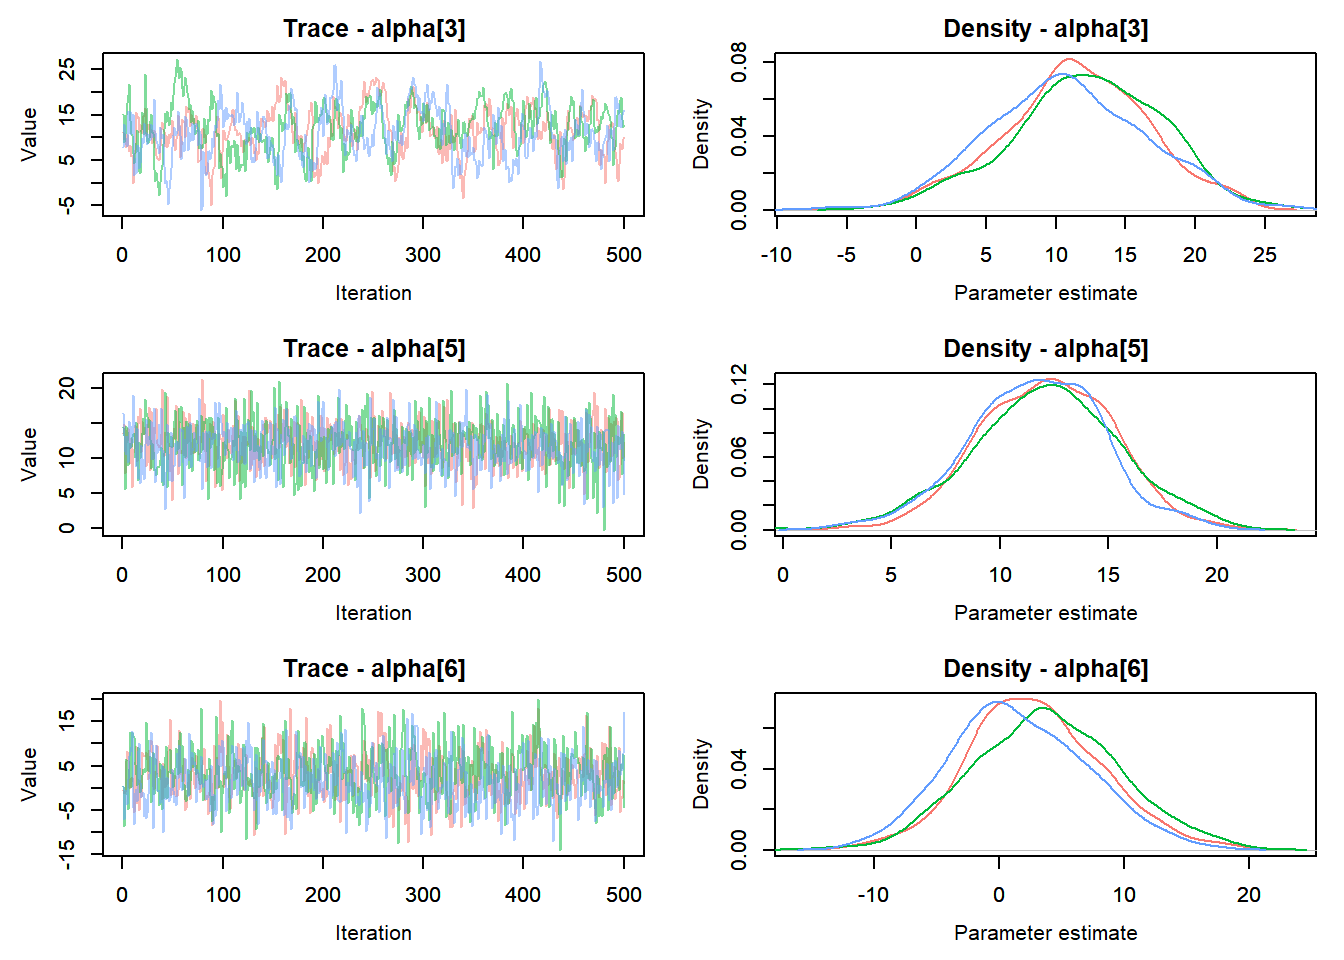 Trace - alpha[3]
Value
-5 5 15 25
0 100 200 300 400 500
Iteration
Density - alpha[3]
Density
0.00 0.04 0.08
-10 -5 0 5 10 15 20 25
Parameter estimate
Trace - alpha[5]
Value
0 5 10 20
0 100 200 300 400 500
Iteration
Density - alpha[5]
Density
0.00 0.06 0.12
0 5 10 15 20
Parameter estimate
Trace - alpha[6]
Value
-15 -5 5 15
0 100 200 300 400 500
Iteration
Density - alpha[6]
Density
0.00 0.04
-10 0 10 20
Parameter estimate